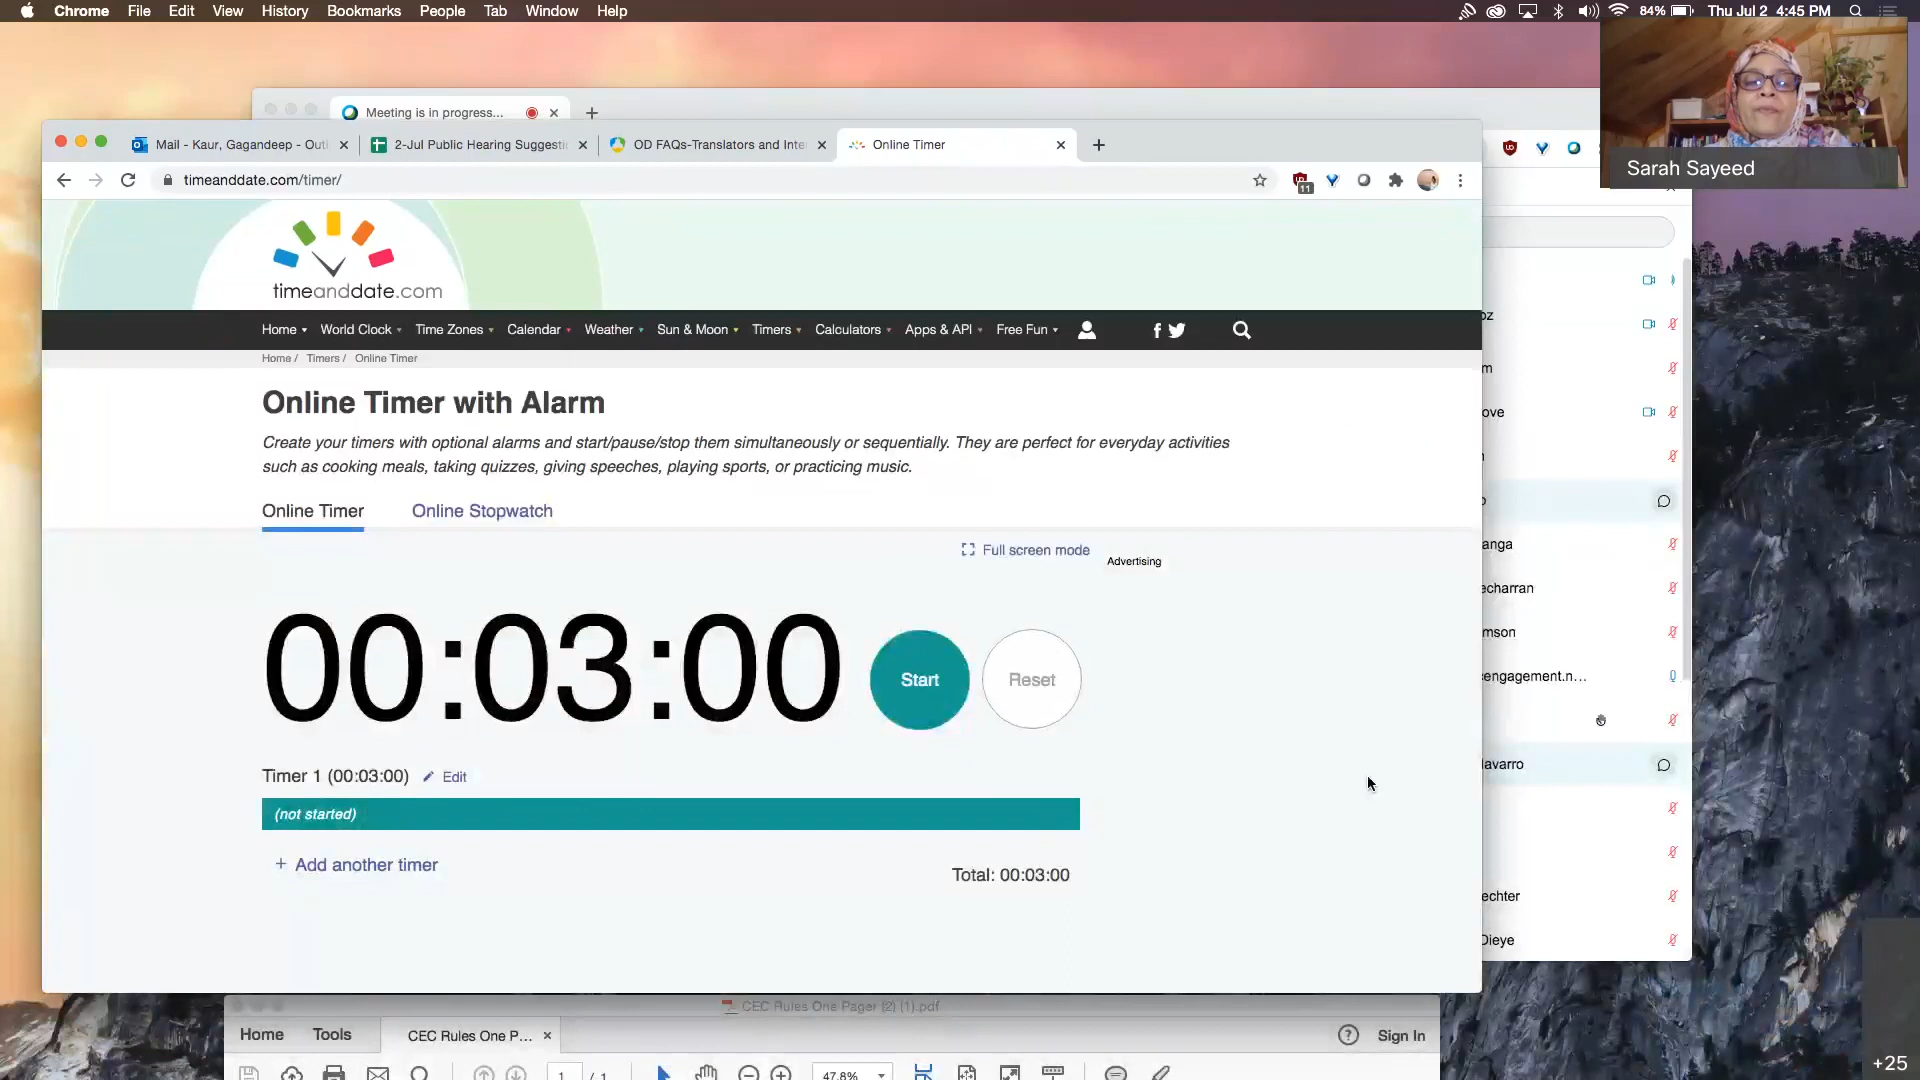 Chrome File Edit View History Bookmarks People Tab Window Help
84% Thu Jul 2 4:45 PM
Meeting is in progress...
Mail - Kaur, Gagandeep - Outl
2-Jul Public Hearing Suggesti
OD FAQs-Translators and Inte
Online Timer
timeanddate.com/timer/
11
Sarah Sayeed
timeanddate.com
Home World Clock Time Zones Calendar Weather Sun & Moon Timers Calculators Apps & API Free Fun
Home / Timers / Online Timer
Online Timer with Alarm
Create your timers with optional alarms and start/pause/stop them simultaneously or sequentially. They are perfect for everyday activities
such as cooking meals, taking quizzes, giving speeches, playing sports, or practicing music.
Online Timer Online Stopwatch
Full screen mode
Advertising
00:03:00 Start Reset
Timer 1 (00:03:00) Edit
(not started)
+ Add another timer
Total: 00:03:00
oz
m
ove
anga
echarran
mson
engagement.n...
avarro
echter
Dieye
CEC Rules One Pager (2) (1).pdf
Home Tools CEC Rules One P... × Sign In
1 / 1 47.8%
+25